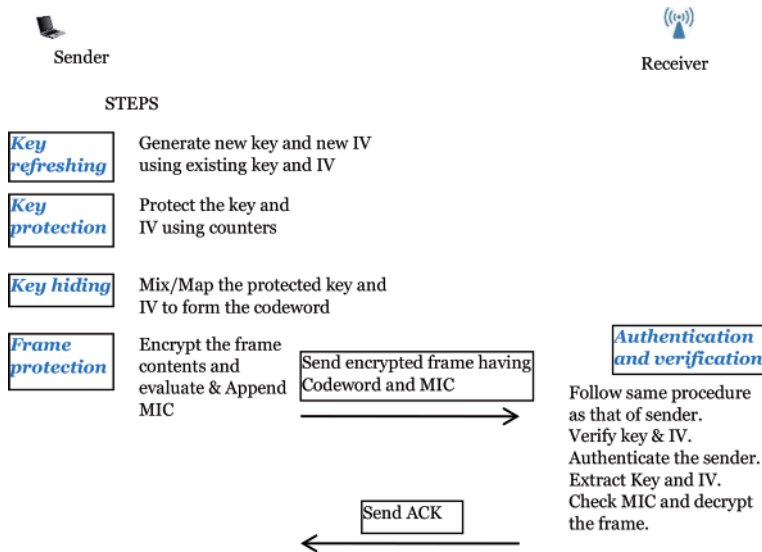 Sender
Receiver
STEPS
Key
refreshing
Generate new key and new IV
using existing key and IV
Key
protection
Protect the key and
IV using counters
Key hiding
Mix/Map the protected key and
IV to form the codeword
Frame
protection
Encrypt the frame
contents and
evaluate & Append
MIC
Send encrypted frame having
Codeword and MIC
Authentication
and verification
Follow same procedure
as that of sender.
Verify key & IV.
Authenticate the sender.
Extract Key and IV.
Check MIC and decrypt
the frame.
Send ACK